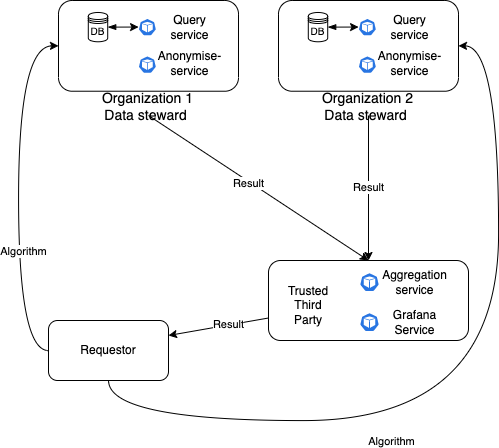 DB
Query
service
Anonymise-
service
Organization 1
Data steward
DB
Query
service
Anonymise-
service
Organization 2
Data steward
Result
Result
Algorithm
Trusted
Third
Party
Aggregation
service
Grafana
Service
Result
Requestor
Algorithm